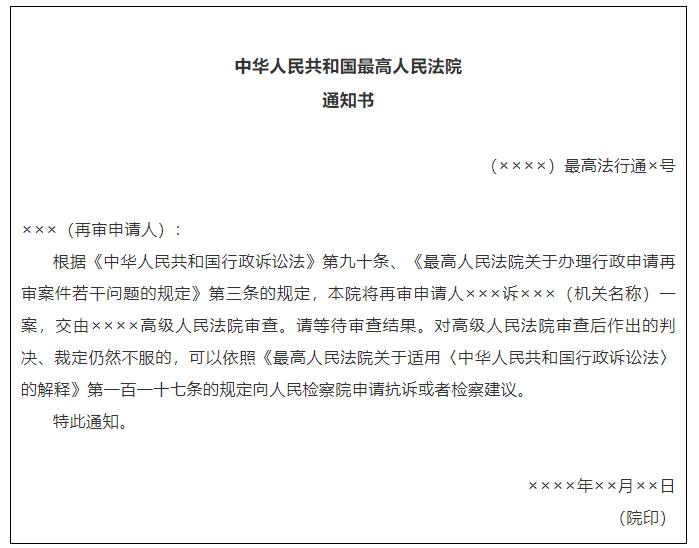 中华人民共和国最高人民法院
通知书
（××××）最高法行通×号
×××（再审申请人）：
根据《中华人民共和国行政诉讼法》第九十条、《最高人民法院关于办理行政申请再
审案件若干问题的规定》第三条的规定，本院将再审申请人×××诉×××（机关名称）一
案，交由××××高级人民法院审查。请等待审查结果。对高级人民法院审查后作出的判
决、裁定仍然不服的，可以依照《最高人民法院关于适用〈中华人民共和国行政诉讼法〉
的解释》第一百一十七条的规定向人民检察院申请抗诉或者检察建议。
特此通知。
××××年××月××日
（院印）